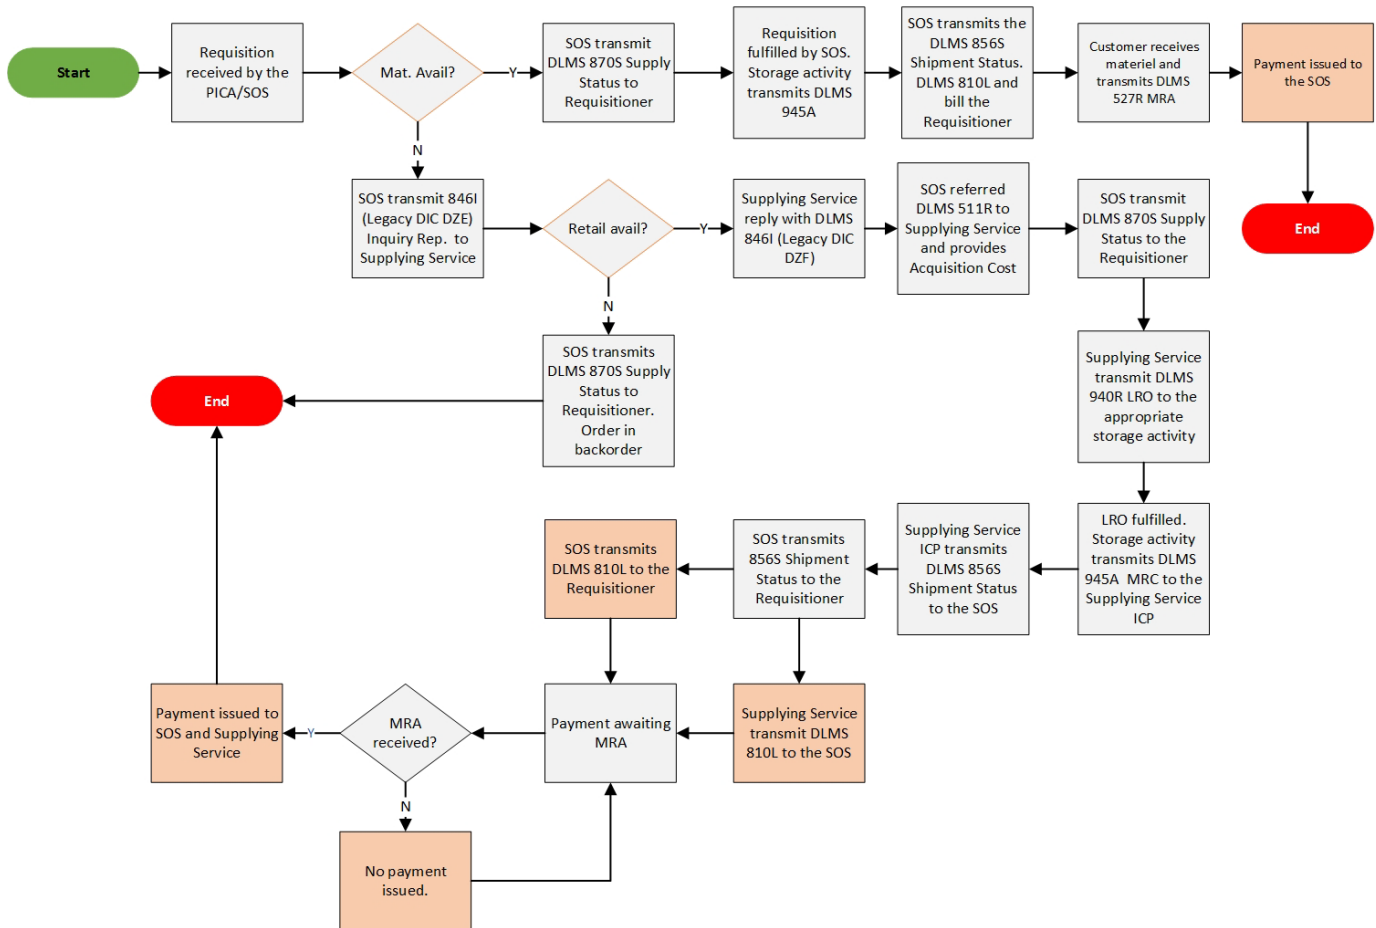 Start
Requisition
received by the
PICA/SOS
Mat. Avail?
Y
SOS transmit
DLMS 870S Supply
Status to
Requisitioner
Requisition
fulfilled by SOS.
Storage activity
transmits DLMS
945A
SOS transmits the
DLMS 856S
Shipment Status.
DLMS 810L and
bill the
Requisitioner
Customer receives
materiel and
transmits DLMS
527R MRA
Payment issued to
the SOS
End
N
SOS transmit 846I
(Legacy DIC DZE)
Inquiry Rep. to
Supplying Service
Retail avail?
Y
Supplying Service
reply with DLMS
846I (Legacy DIC
DZF)
SOS referred
DLMS 511R to
Supplying Service
and provides
Acquisition Cost
SOS transmit
DLMS 870S Supply
Status to the
Requisitioner
N
SOS transmits
DLMS 870S Supply
Status to
Requisitioner.
Order in
backorder
End
Supplying Service
transmit DLMS
940R LRO to the
appropriate
storage activity
LRO fulfilled.
Storage activity
transmits DLMS
945A MRC to the
Supplying Service
ICP
Supplying Service
ICP transmits
DLMS 856S
Shipment Status
to the SOS
SOS transmits
856S Shipment
Status to the
Requisitioner
SOS transmits
DLMS 810L to the
Requisitioner
Supplying Service
transmit DLMS
810L to the SOS
Payment awaiting
MRA
MRA
received?
Y
Payment issued to
SOS and Supplying
Service
N
No payment
issued.